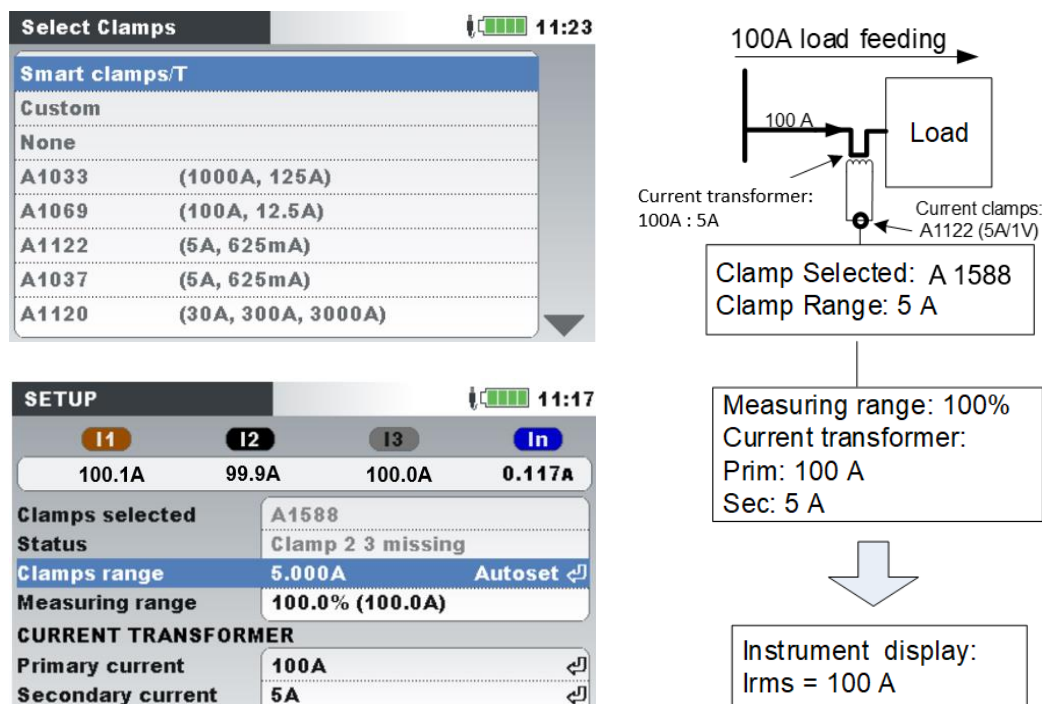 Select Clamps 11:23
Smart clamps/T
Custom
None
A1033 (1000A, 125A)
A1069 (100A, 12.5A)
A1122 (5A, 625mA)
A1037 (5A, 625mA)
A1120 (30A, 300A, 3000A)
SETUP 11:17
I1 I2 I3 In
100.1A 99.9A 100.0A 0.117A
Clamps selected A1588
Status Clamp 2 3 missing
Clamps range 5.000A Autoset
Measuring range 100.0% (100.0A)
CURRENT TRANSFORMER
Primary current 100A
Secondary current 5A
100A load feeding
100 A
Load
Current transformer:
100A : 5A
Current clamps:
A1122 (5A/1V)
Clamp Selected: A 1588
Clamp Range: 5 A
Measuring range: 100%
Current transformer:
Prim: 100 A
Sec: 5 A
Instrument display:
Irms = 100 A